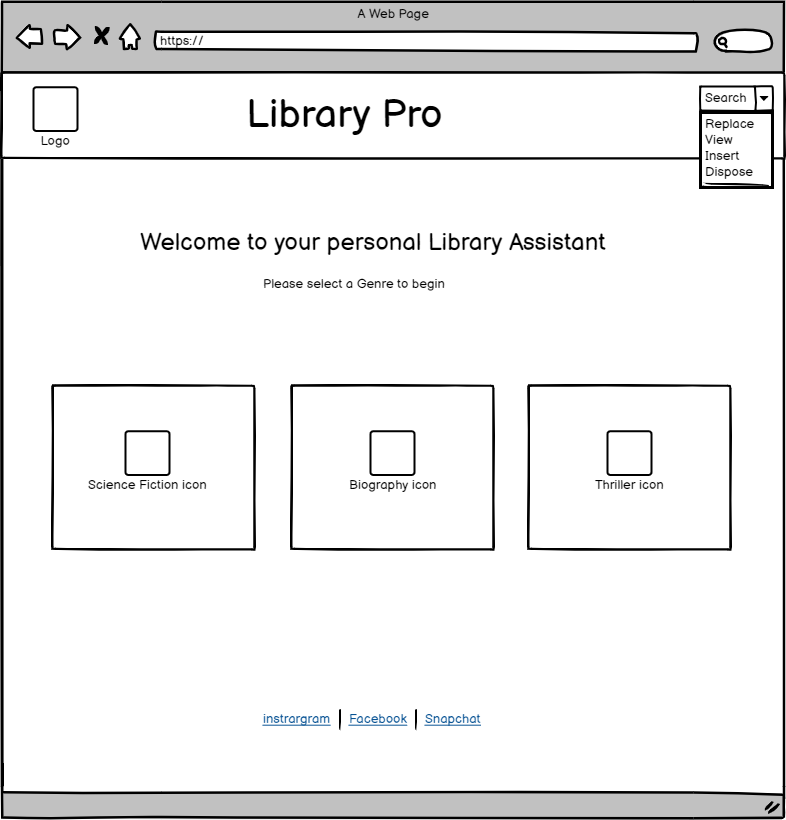 A Web Page
https://
Logo
Library Pro
Search
Replace
View
Insert
Dispose
Welcome to your personal Library Assistant
Please select a Genre to begin
Science Fiction icon
Biography icon
Thriller icon
instrargram
Facebook
Snapchat